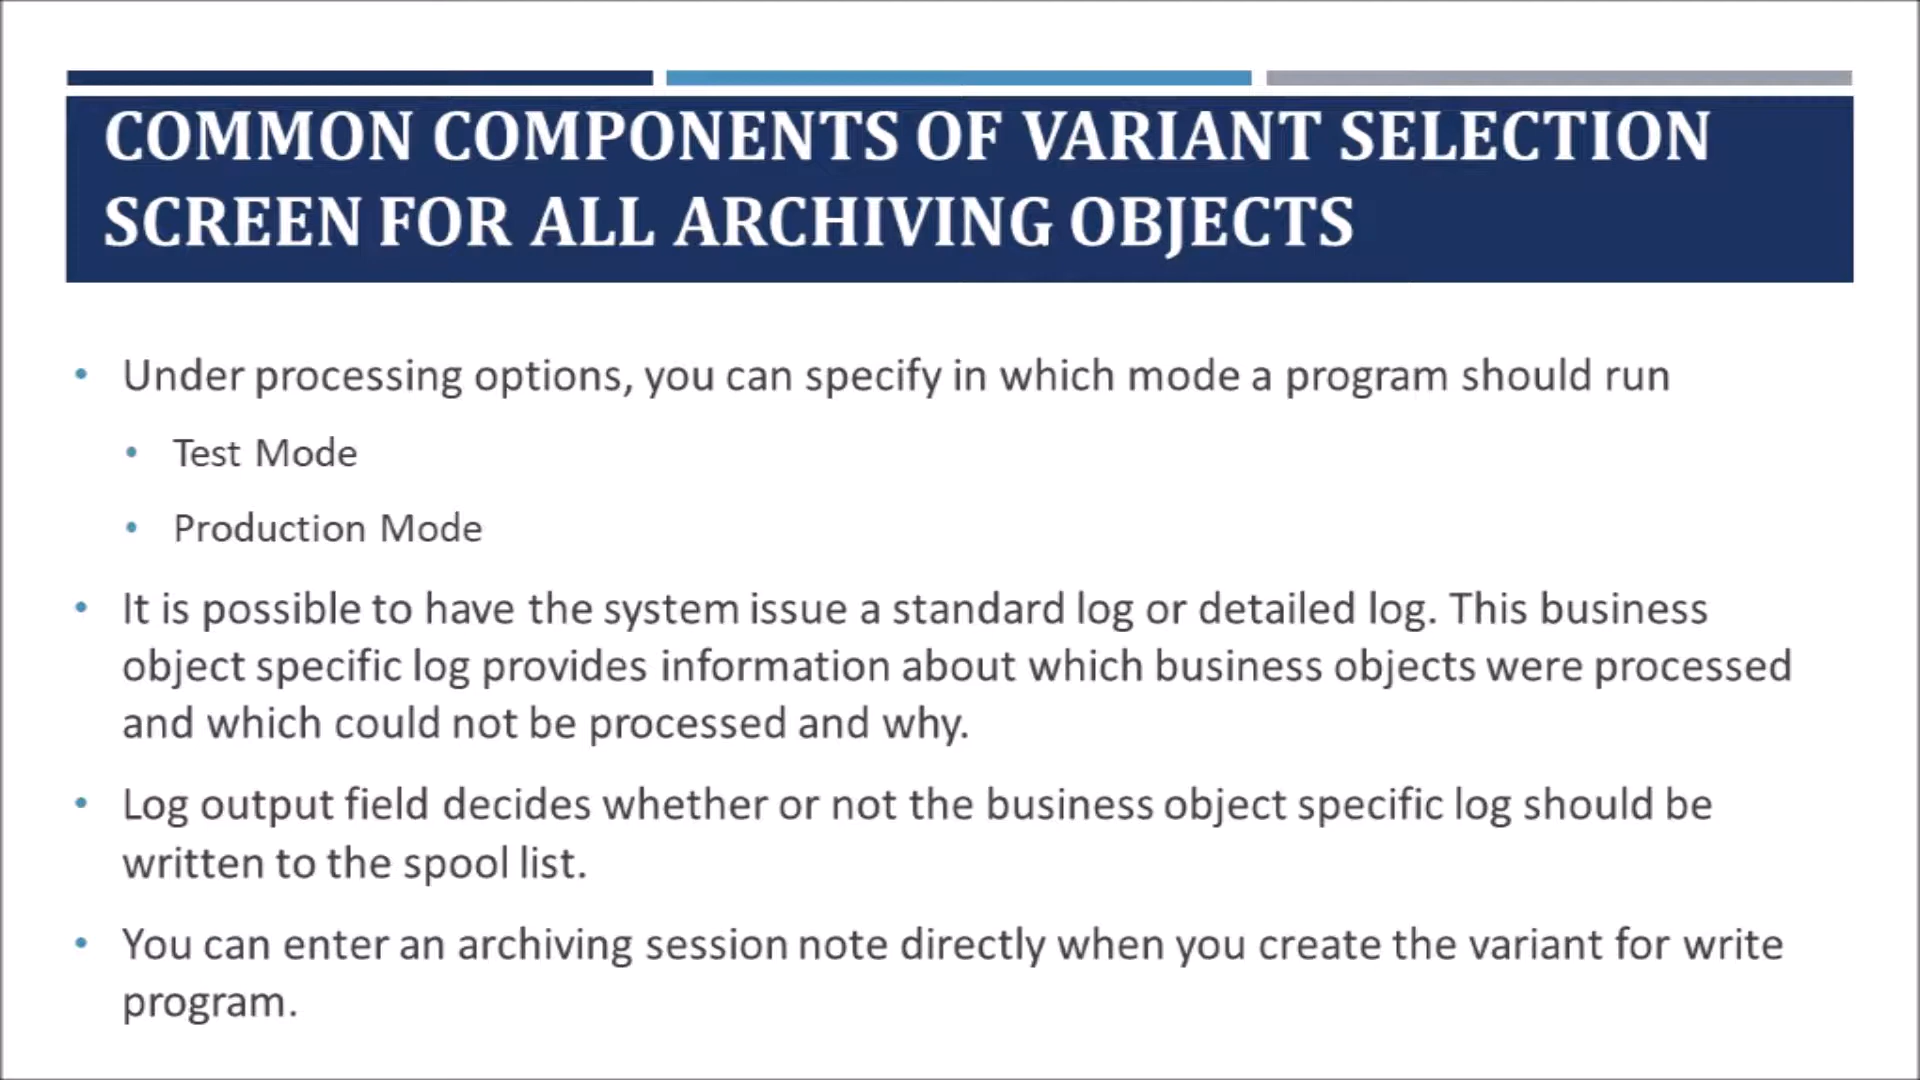 COMMON COMPONENTS OF VARIANT SELECTION
SCREEN FOR ALL ARCHIVING OBJECTS
• Under processing options, you can specify in which mode a program should run
• Test Mode
• Production Mode
• It is possible to have the system issue a standard log or detailed log. This business
object specific log provides information about which business objects were processed
and which could not be processed and why.
• Log output field decides whether or not the business object specific log should be
written to the spool list.
• You can enter an archiving session note directly when you create the variant for write
program.